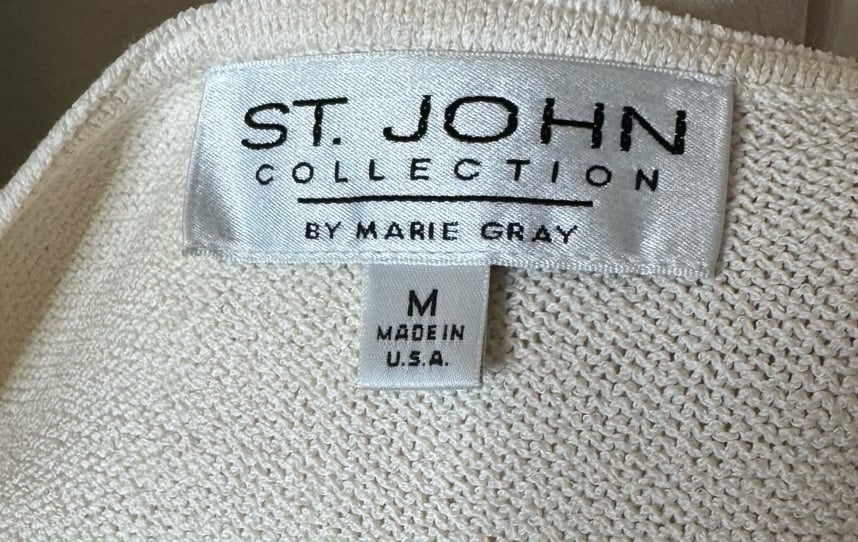 ST. JOHN
COLLECTION
BY MARIE GRAY
M
MADE IN
U.S.A.